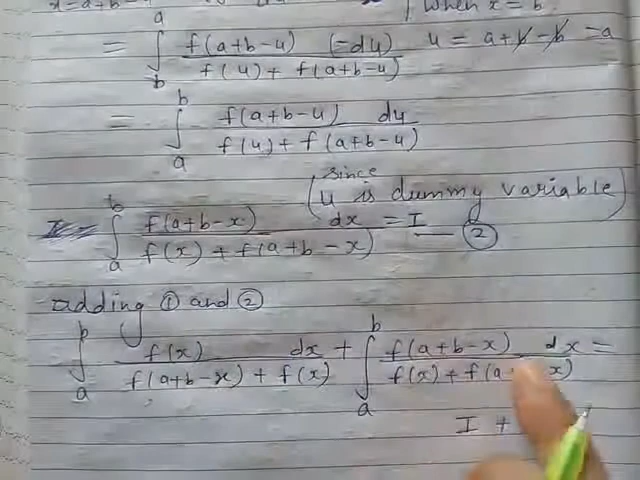 x = a+b- When x = b
= ∫_b^a f(a+b-u) (-du) / f(u) + f(a+b-u) u = a+b-b = a
= ∫_a^b f(a+b-u) du / f(u) + f(a+b-u)
(since
u is dummy variable)
∫_a^b f(a+b-x) dx / f(x) + f(a+b-x) = I — ②
adding ① and ②
∫_a^b f(x) dx / f(a+b-x) + f(x) + ∫_a^b f(a+b-x) dx / f(x) + f(a x) =
I +